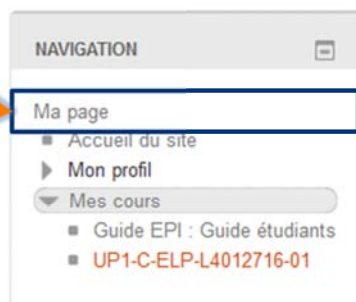 NAVIGATION
Ma page
Accueil du site
Mon profil
Mes cours
Guide EPI : Guide étudiants
UP1-C-ELP-L4012716-01